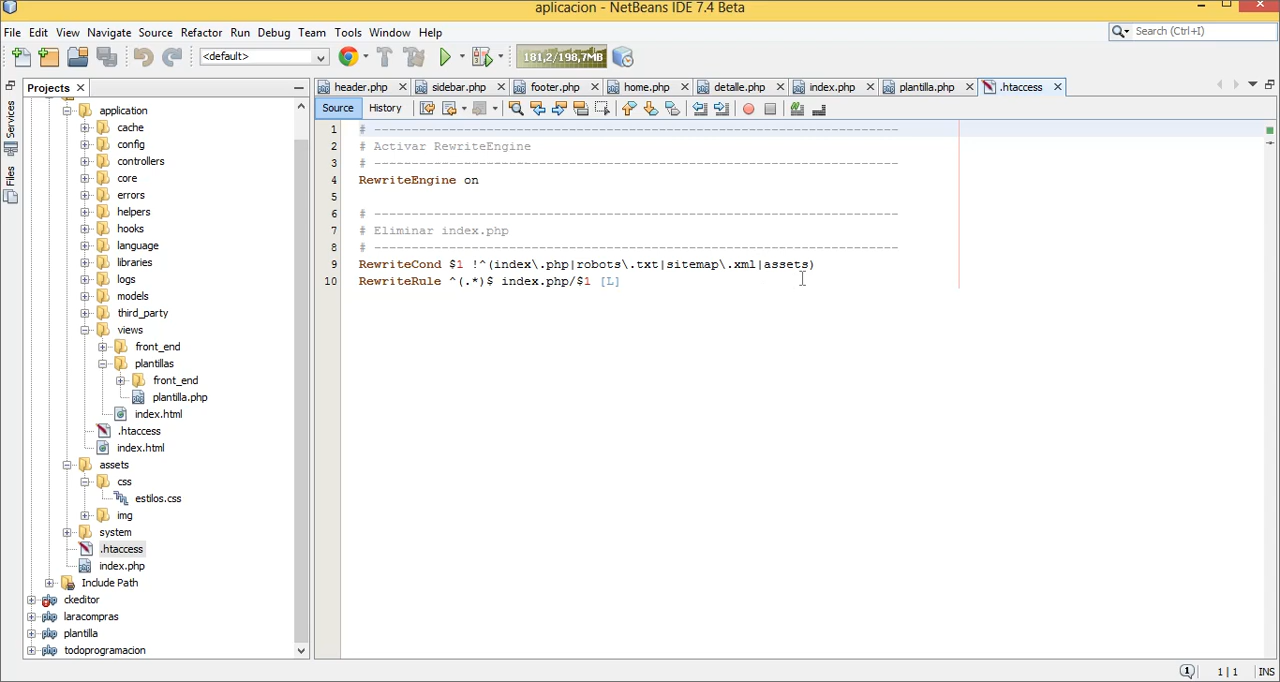 aplicacion - NetBeans IDE 7.4 Beta
File Edit View Navigate Source Refactor Run Debug Team Tools Window Help
Search (Ctrl+I)
<default>
181,2/198,7MB
Projects
Services
Files
header.php sidebar.php footer.php home.php detalle.php index.php plantilla.php .htaccess
Source History
application
cache
config
controllers
core
errors
helpers
hooks
language
libraries
logs
models
third_party
views
front_end
plantillas
front_end
plantilla.php
index.html
.htaccess
index.html
assets
css
estilos.css
img
system
.htaccess
index.php
Include Path
ckeditor
laracompras
plantilla
todoprogramacion
1 # ----------------------------------------------------------------------
2 # Activar RewriteEngine
3 # ----------------------------------------------------------------------
4 RewriteEngine on
5
6 # ----------------------------------------------------------------------
7 # Eliminar index.php
8 # ----------------------------------------------------------------------
9 RewriteCond $1 !^(index\.php|robots\.txt|sitemap\.xml|assets)
10 RewriteRule ^(.*)$ index.php/$1 [L]
1 | 1 INS